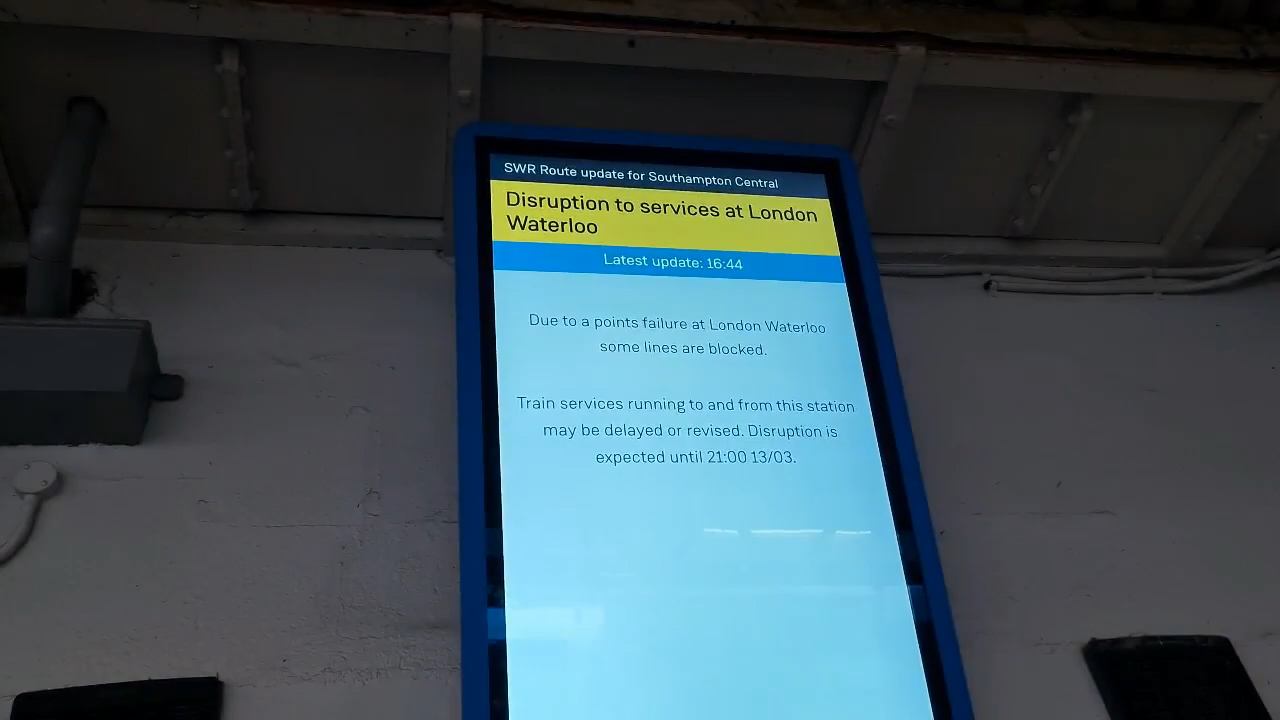 SWR Route update for Southampton Central
Disruption to services at London
Waterloo
Latest update: 16:44
Due to a points failure at London Waterloo
some lines are blocked.
Train services running to and from this station
may be delayed or revised. Disruption is
expected until 21:00 13/03.